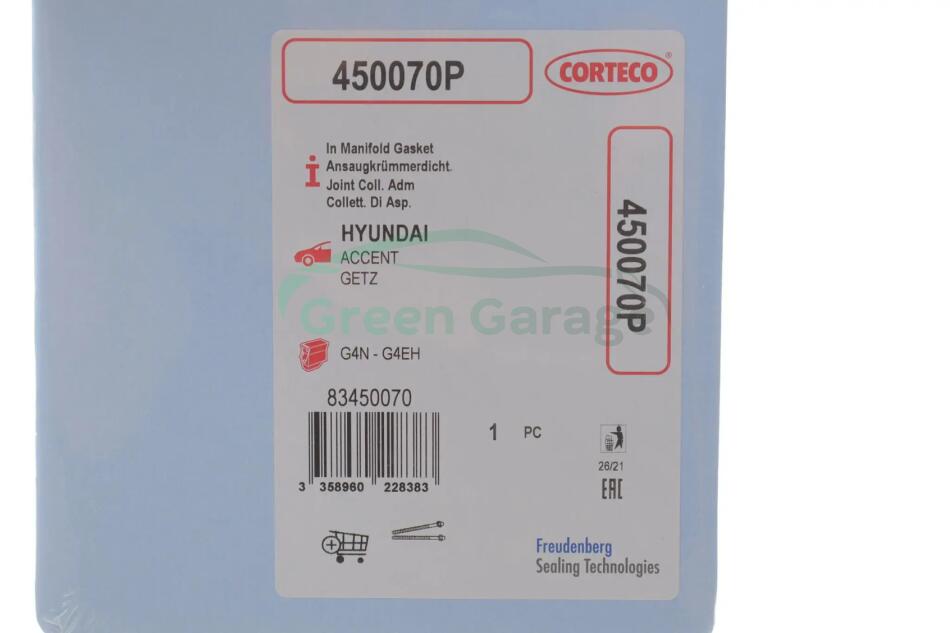 450070P
CORTECO®
In Manifold Gasket
Ansaugkrümmerdicht.
Joint Coll. Adm
Collett. Di Asp.
HYUNDAI
ACCENT
GETZ
Green Garage
G4N - G4EH
450070P
83450070
3 358960 228383
1 PC
26/21
EAC
Freudenberg
Sealing Technologies